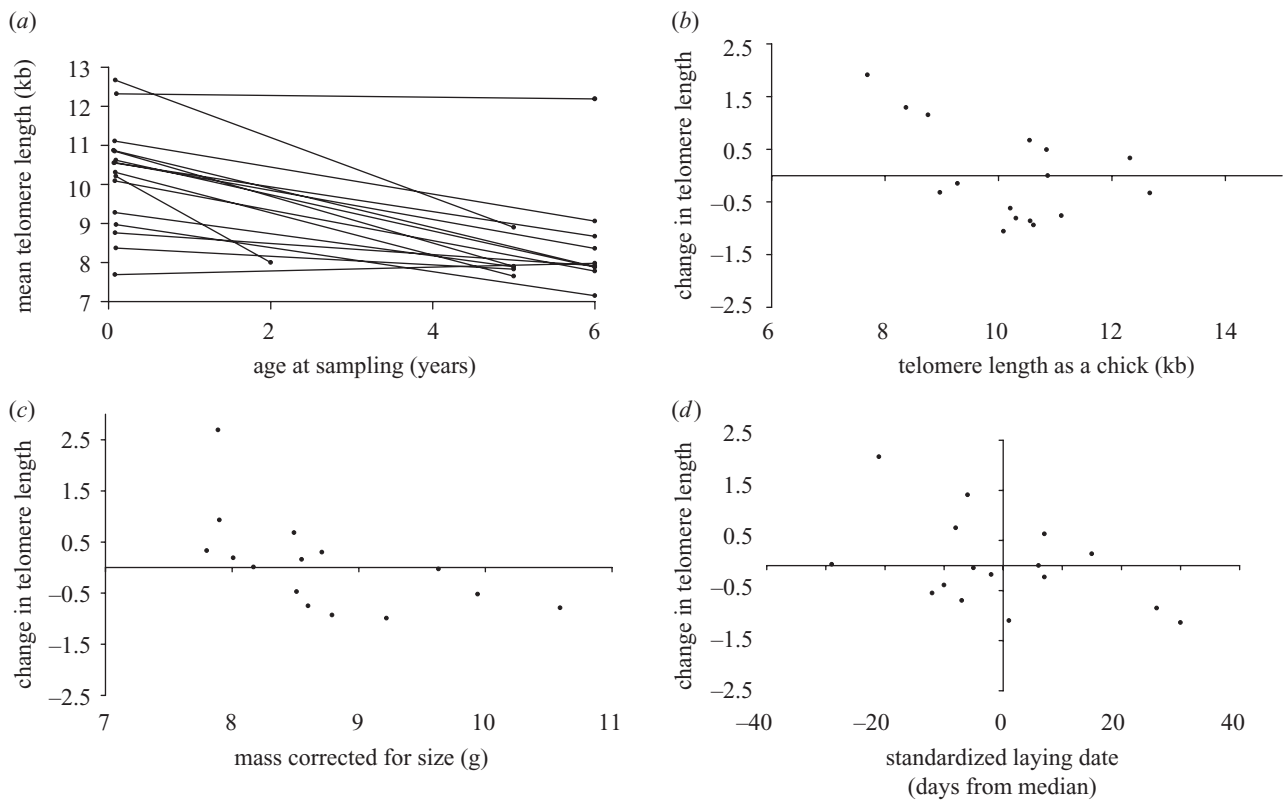 (a)
mean telomere length (kb)
13
12
11
10
9
8
7
0 2 4 6
age at sampling (years)
(b)
change in telomere length
2.5
1.5
0.5
–0.5
–1.5
–2.5
6 8 10 12 14
telomere length as a chick (kb)
(c)
change in telomere length
2.5
1.5
0.5
–0.5
–1.5
–2.5
7 8 9 10 11
mass corrected for size (g)
(d)
change in telomere length
2.5
1.5
0.5
–0.5
–1.5
–2.5
–40 –20 0 20 40
standardized laying date
(days from median)